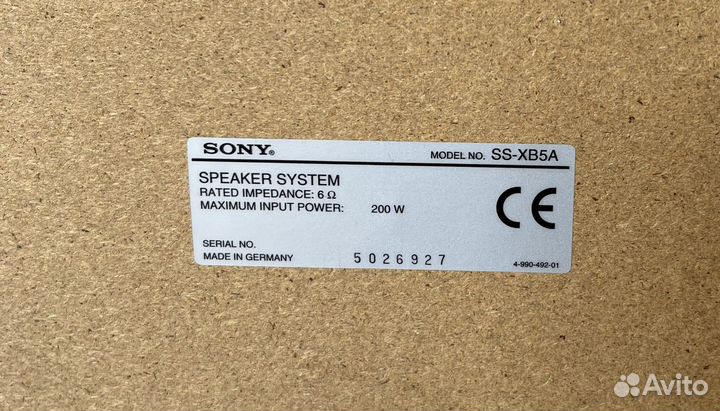 SONY® MODEL NO. SS-XB5A
SPEAKER SYSTEM
RATED IMPEDANCE: 6 Ω
MAXIMUM INPUT POWER: 200 W
CE
SERIAL NO.
MADE IN GERMANY 5026927 4-990-492-01
Avito